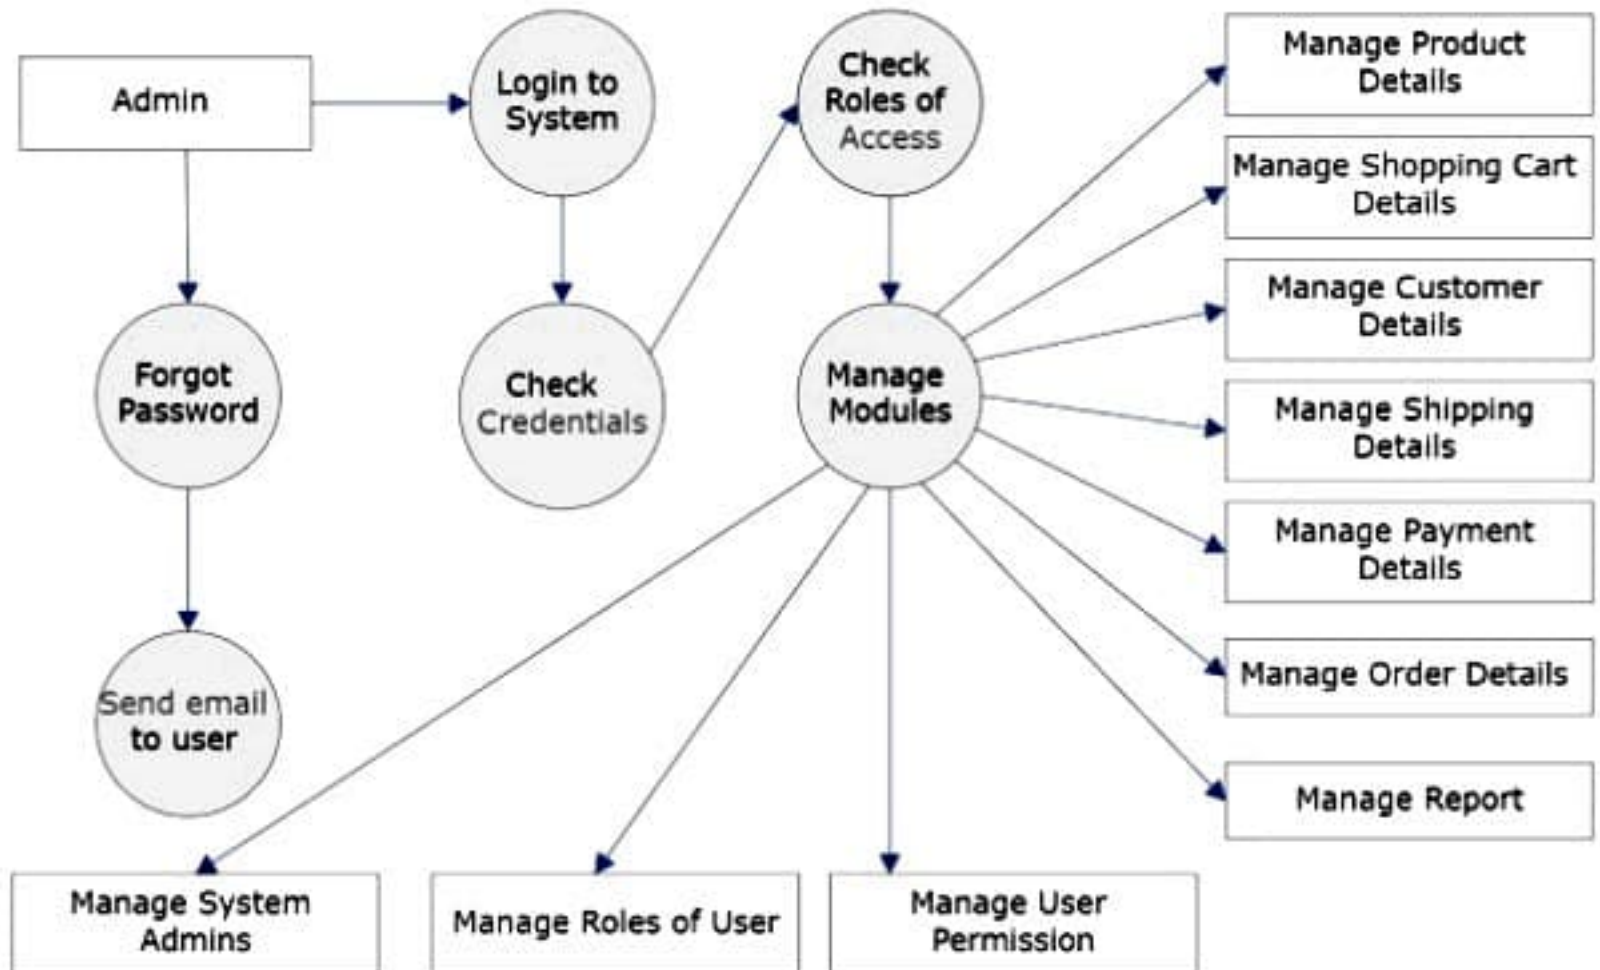 Admin
Login to
System
Check
Roles of
Access
Manage Product
Details
Manage Shopping Cart
Details
Manage Customer
Details
Forgot
Password
Check
Credentials
Manage
Modules
Manage Shipping
Details
Manage Payment
Details
Manage Order Details
Send email
to user
Manage Report
Manage System
Admins
Manage Roles of User
Manage User
Permission